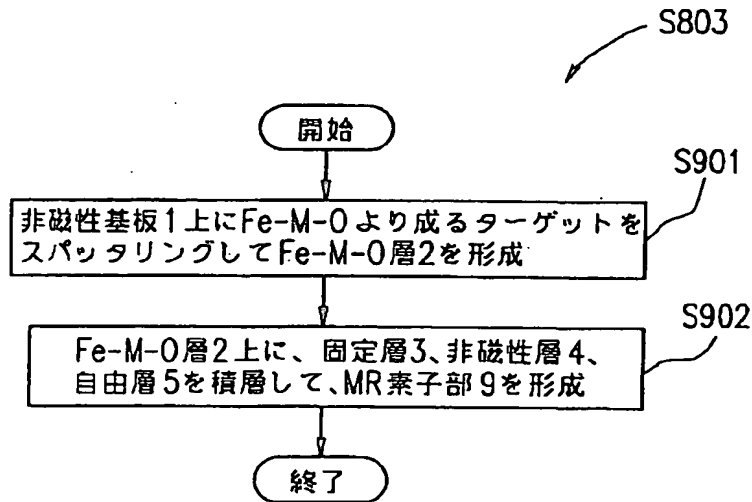 S803
開始
S901
非磁性基板1上にFe-M-Oより成るターゲットを
スパッタリングしてFe-M-O層2を形成
S902
Fe-M-O層2上に、固定層3、非磁性層4、
自由層5を積層して、MR素子部9を形成
終了